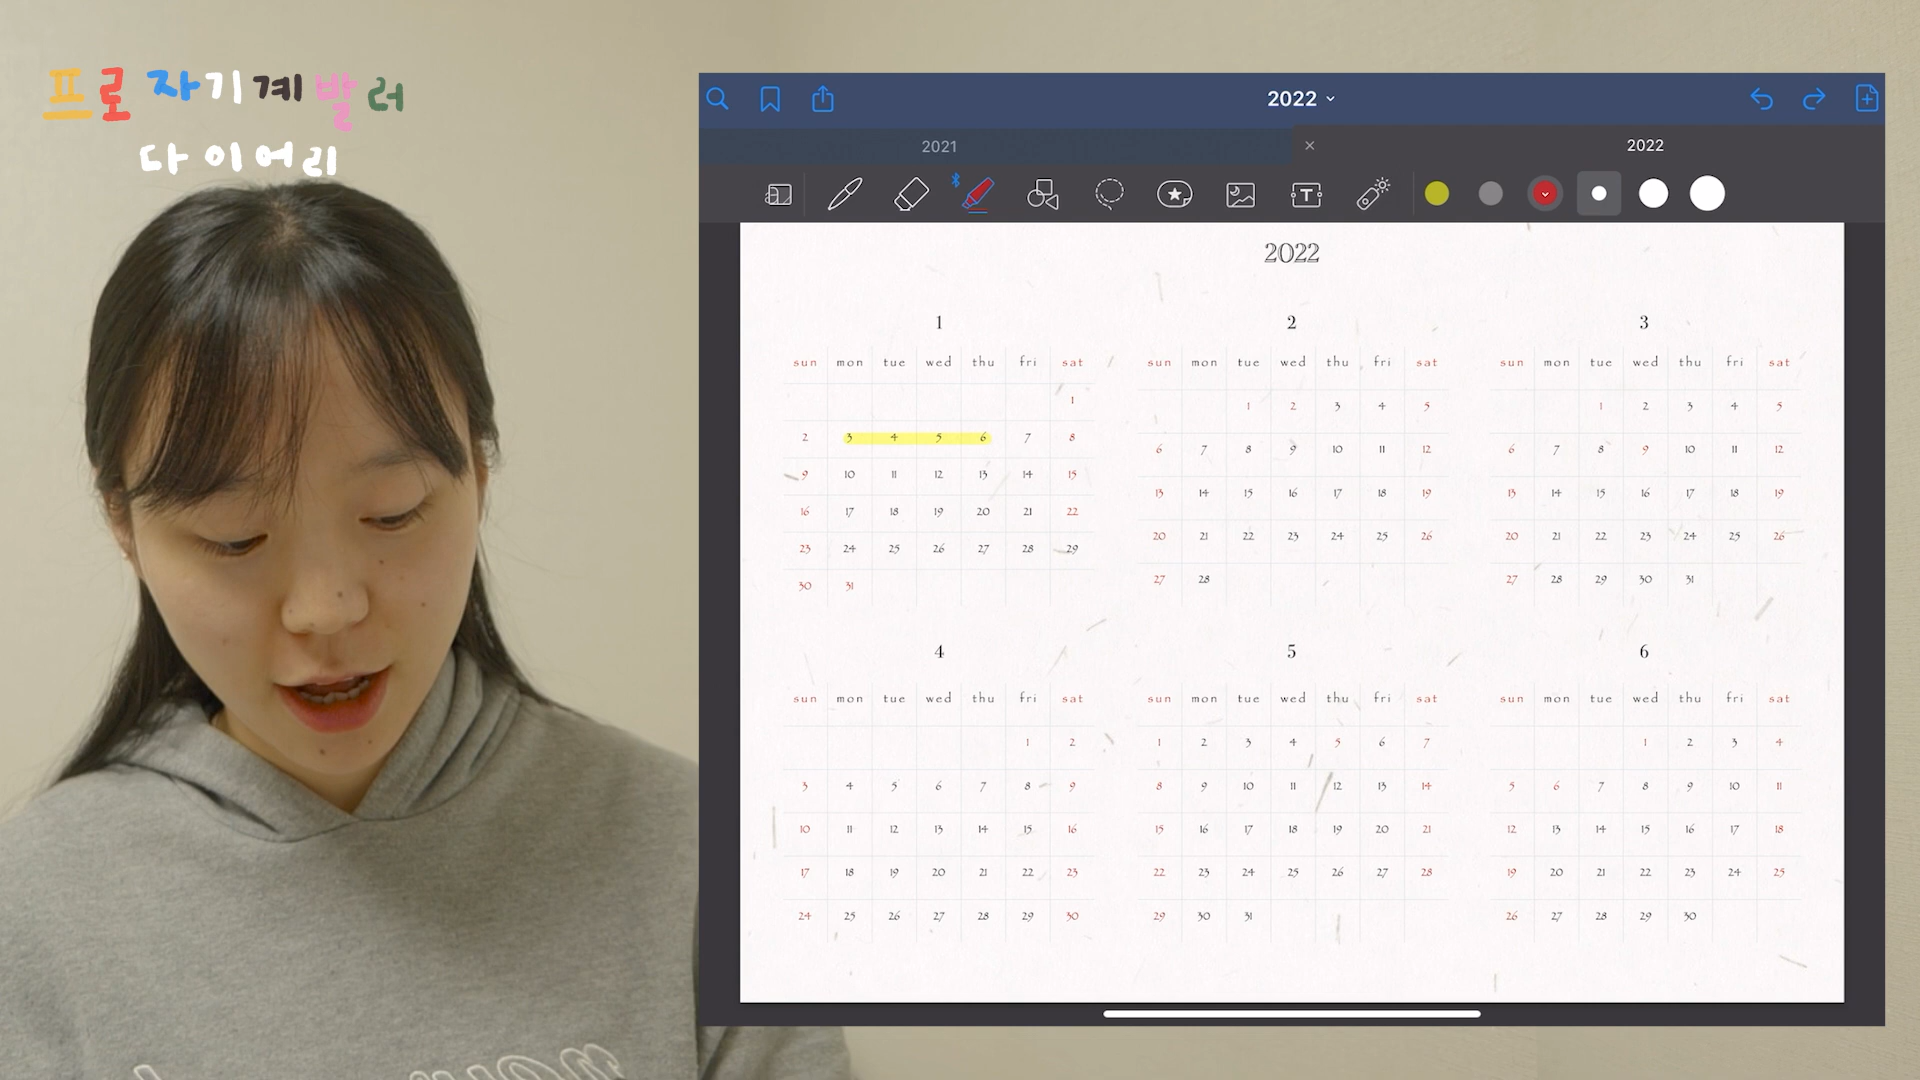 프로 자기계발러
다이어리
2022
2021
2022
2022
1 2 3
sun mon tue wed thu fri sat sun mon tue wed thu fri sat sun mon tue wed thu fri sat
1 1 2 3 4 5 1 2 3 4 5
2 3 4 5 6 7 8 6 7 8 9 10 11 12 6 7 8 9 10 11 12
9 10 11 12 13 14 15 13 14 15 16 17 18 19 13 14 15 16 17 18 19
16 17 18 19 20 21 22 20 21 22 23 24 25 26 20 21 22 23 24 25 26
23 24 25 26 27 28 29 27 28 27 28 29 30 31
30 31
4 5 6
sun mon tue wed thu fri sat sun mon tue wed thu fri sat sun mon tue wed thu fri sat
1 2 1 2 3 4 5 6 7 1 2 3 4
3 4 5 6 7 8 9 8 9 10 11 12 13 14 5 6 7 8 9 10 11
10 11 12 13 14 15 16 15 16 17 18 19 20 21 12 13 14 15 16 17 18
17 18 19 20 21 22 23 22 23 24 25 26 27 28 19 20 21 22 23 24 25
24 25 26 27 28 29 30 29 30 31 26 27 28 29 30